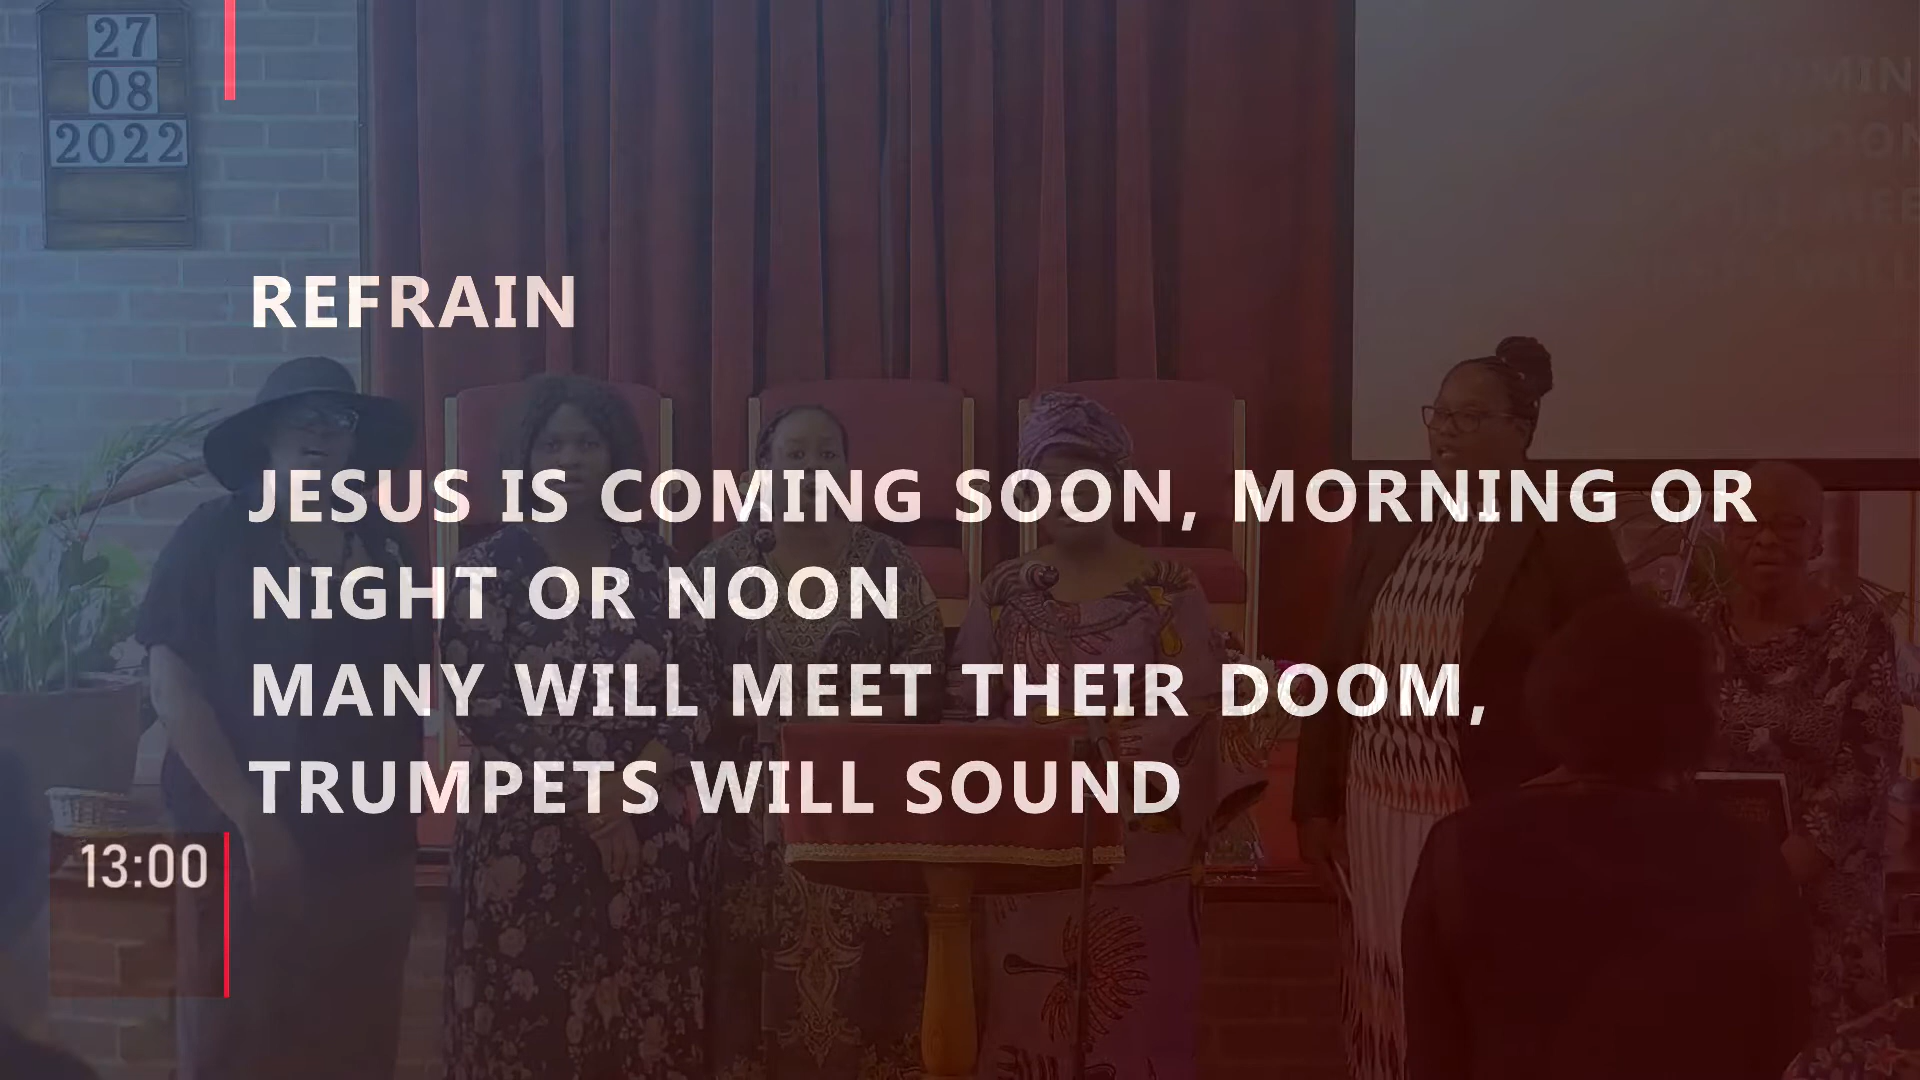 27
08
2022
REFRAIN
JESUS IS COMING SOON, MORNING OR
NIGHT OR NOON
MANY WILL MEET THEIR DOOM,
TRUMPETS WILL SOUND
13:00